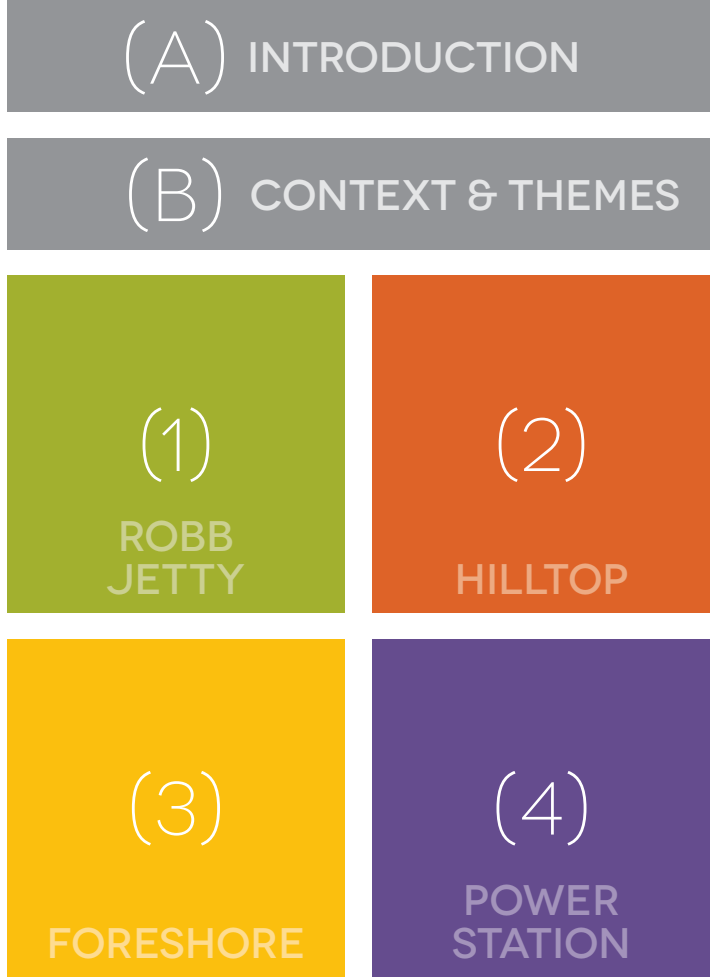 (A) INTRODUCTION
(B) CONTEXT & THEMES
(1)
ROBB
JETTY
(2)
HILLTOP
(3)
FORESHORE
(4)
POWER
STATION